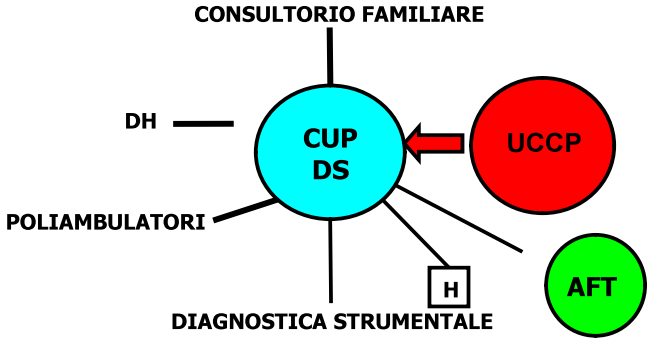 CONSULTORIO FAMILIARE
DH
CUP
DS
UCCP
POLIAMBULATORI
H
AFT
DIAGNOSTICA STRUMENTALE